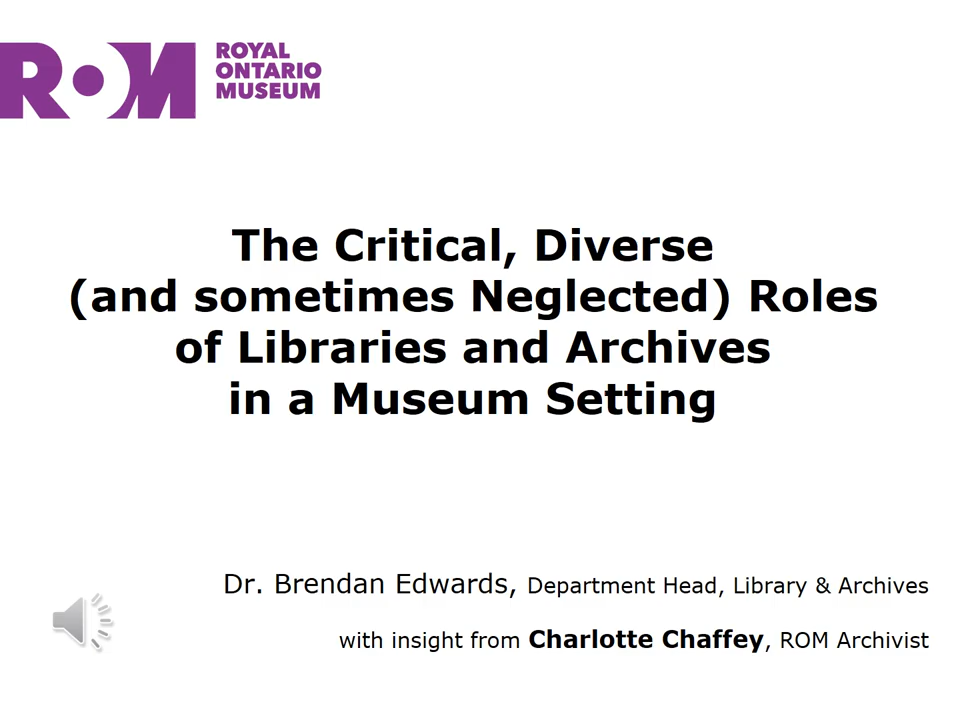 ROM
ROYAL
ONTARIO
MUSEUM
The Critical, Diverse
(and sometimes Neglected) Roles
of Libraries and Archives
in a Museum Setting
Dr. Brendan Edwards, Department Head, Library & Archives
with insight from Charlotte Chaffey, ROM Archivist